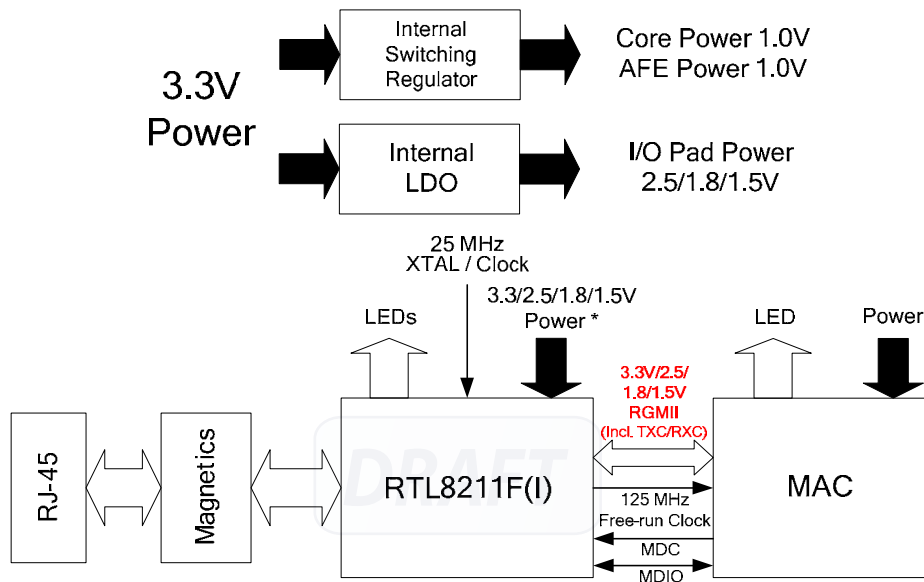 Internal
Switching
Regulator
Core Power 1.0V
AFE Power 1.0V
3.3V
Power
Internal
LDO
I/O Pad Power
2.5/1.8/1.5V
25 MHz
XTAL / Clock
3.3/2.5/1.8/1.5V
Power *
LEDs
LED
Power
3.3V/2.5/
1.8/1.5V
RGMII
(Incl. TXC/RXC)
RJ-45
Magnetics
DRAFT
RTL8211F(I)
MAC
125 MHz
Free-run Clock
MDC
MDIO